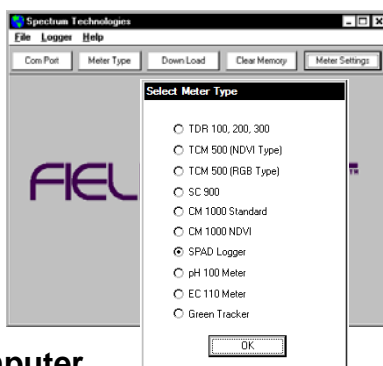 Spectrum Technologies
File Logger Help
Com Port Meter Type Down Load Clear Memory Meter Settings
Select Meter Type
TDR 100, 200, 300
TCM 500 (NDVI Type)
TCM 500 (RGB Type)
SC 900
CM 1000 Standard
CM 1000 NDVI
SPAD Logger
pH 100 Meter
EC 110 Meter
Green Tracker
OK